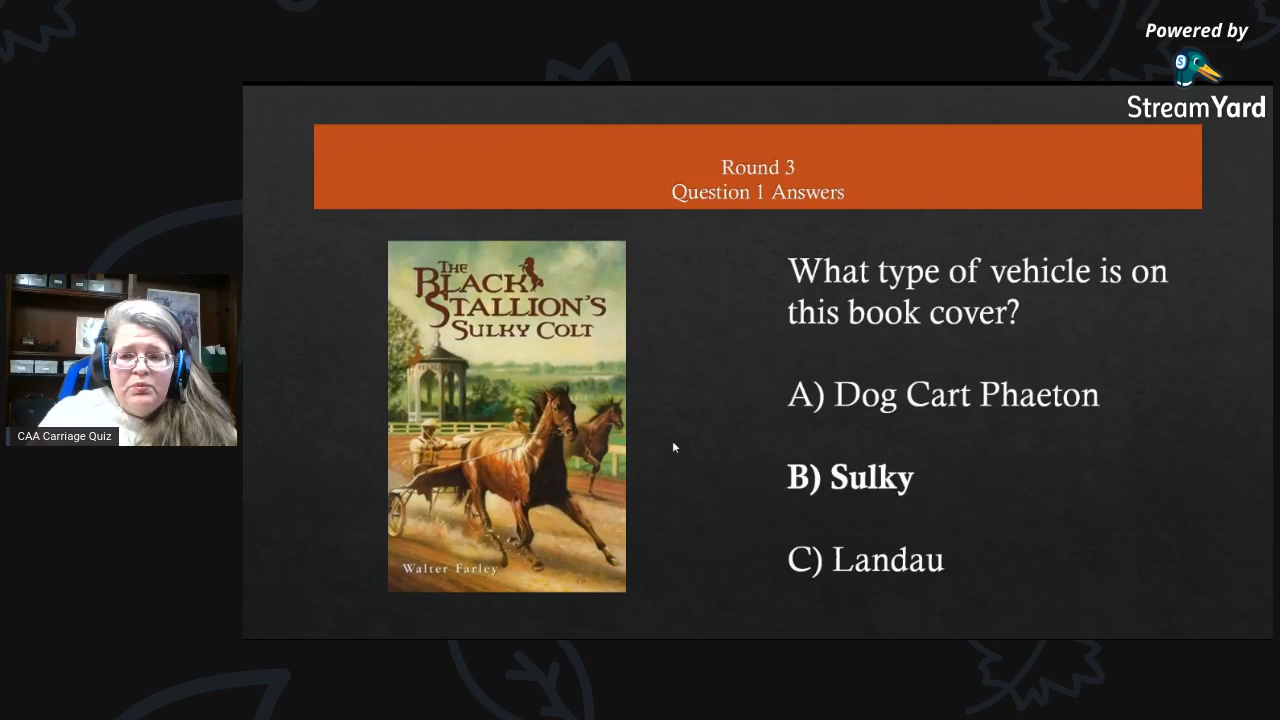 Powered by
StreamYard
Round 3
Question 1 Answers
THE
BLACK
STALLION'S
SULKY COLT
Walter Farley
What type of vehicle is on
this book cover?
A) Dog Cart Phaeton
B) Sulky
C) Landau
CAA Carriage Quiz